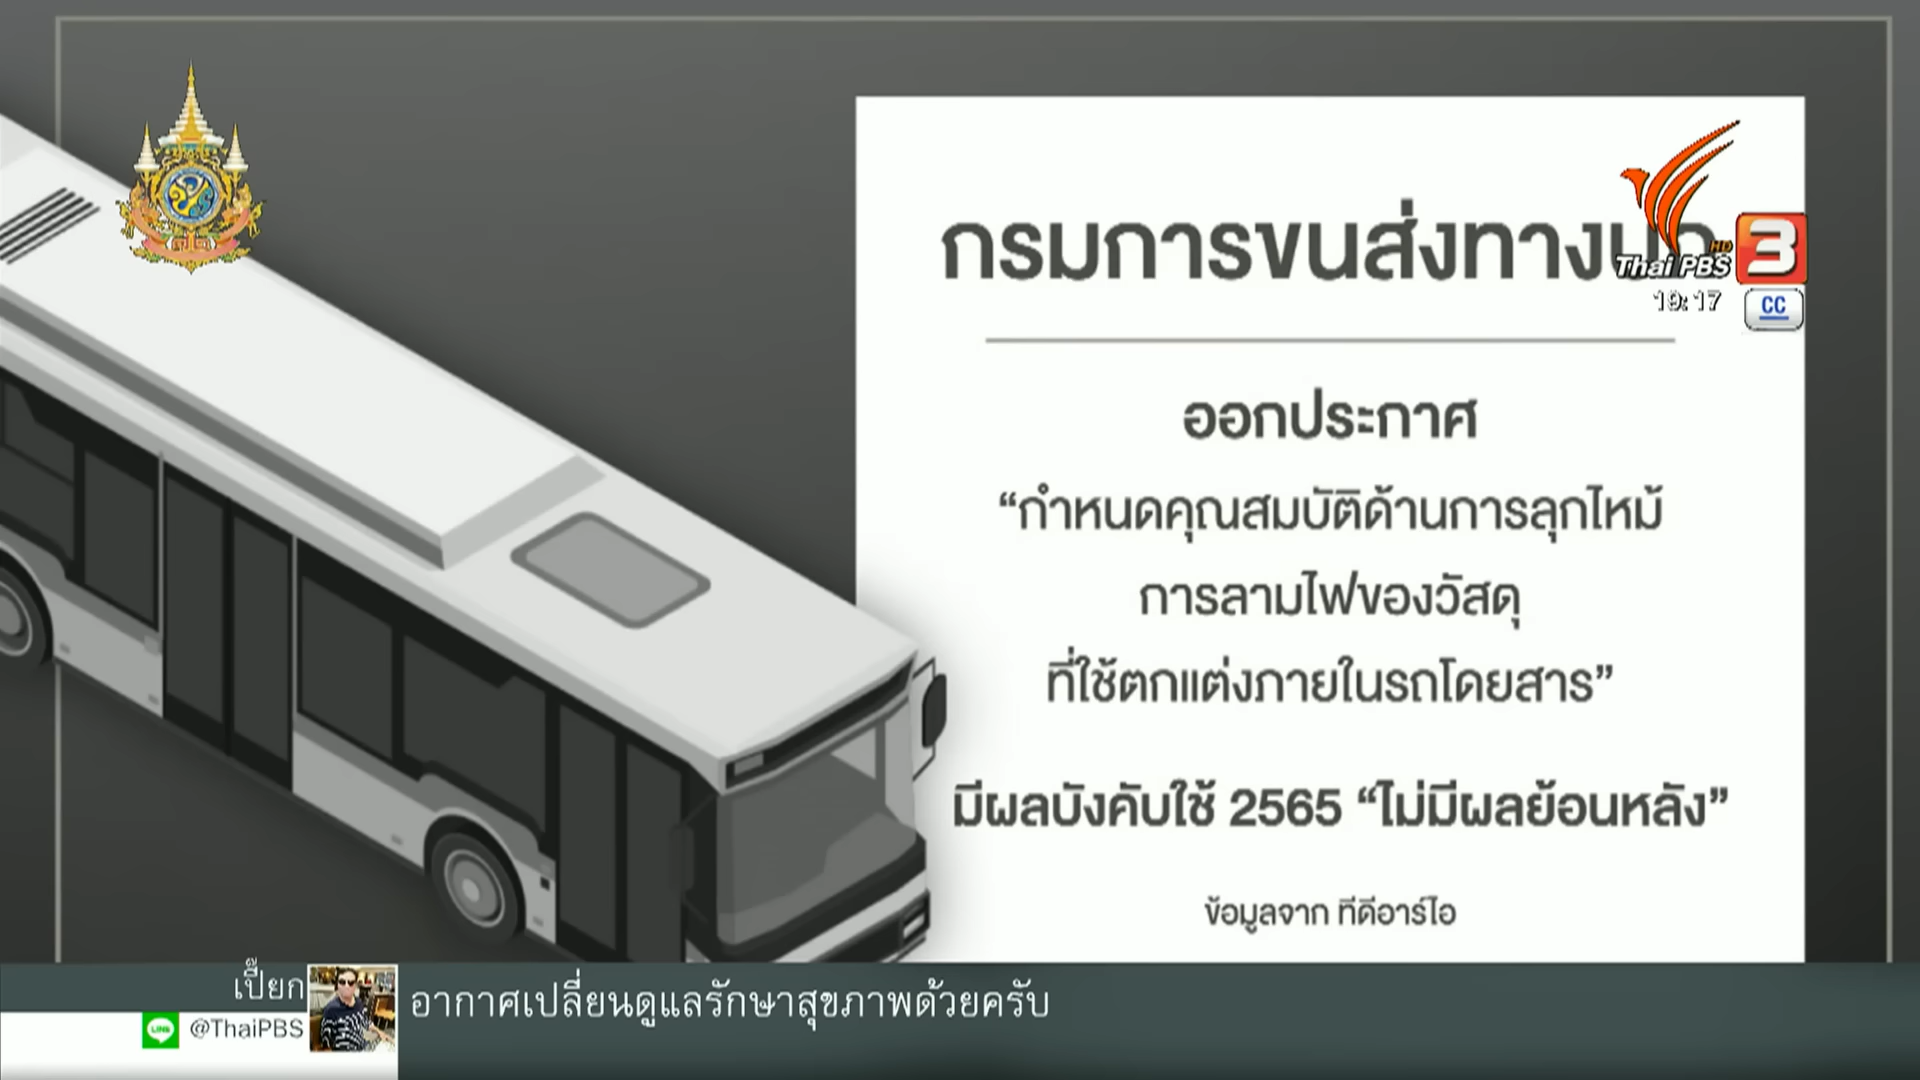 กรมการขนส่งทางบก
HD
Thai PBS 3
19:17
CC
ออกประกาศ
“กำหนดคุณสมบัติด้านการลุกไหม้
การลามไฟของวัสดุ
ที่ใช้ตกแต่งภายในรถโดยสาร”
มีผลบังคับใช้ 2565 “ไม่มีผลย้อนหลัง”
ข้อมูลจาก ทีดีอาร์ไอ
เปี๊ยก
อากาศเปลี่ยนดูแลรักษาสุขภาพด้วยครับ
LINE @ThaiPBS